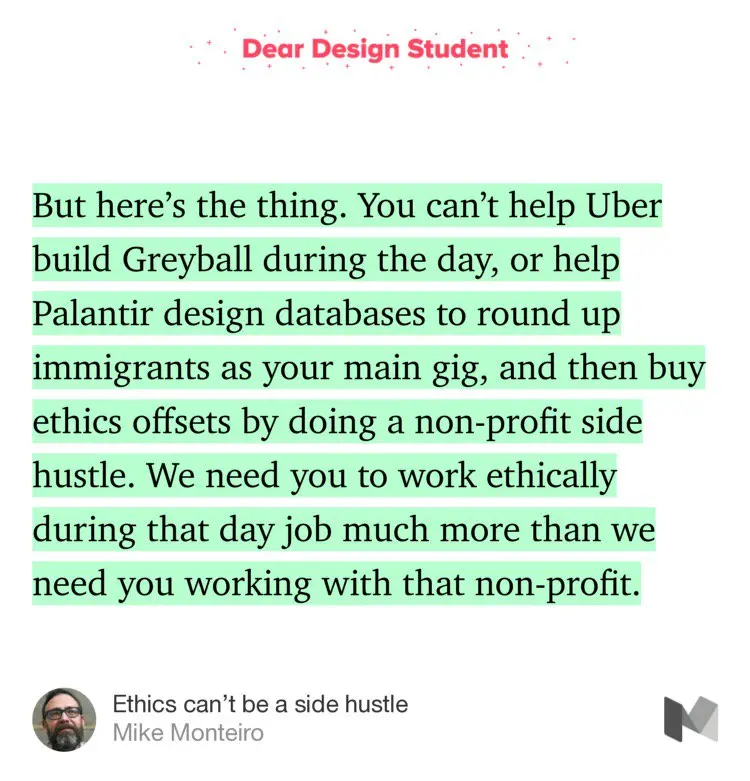 Dear Design Student
But here’s the thing. You can’t help Uber
build Greyball during the day, or help
Palantir design databases to round up
immigrants as your main gig, and then buy
ethics offsets by doing a non-profit side
hustle. We need you to work ethically
during that day job much more than we
need you working with that non-profit.
Ethics can’t be a side hustle
Mike Monteiro